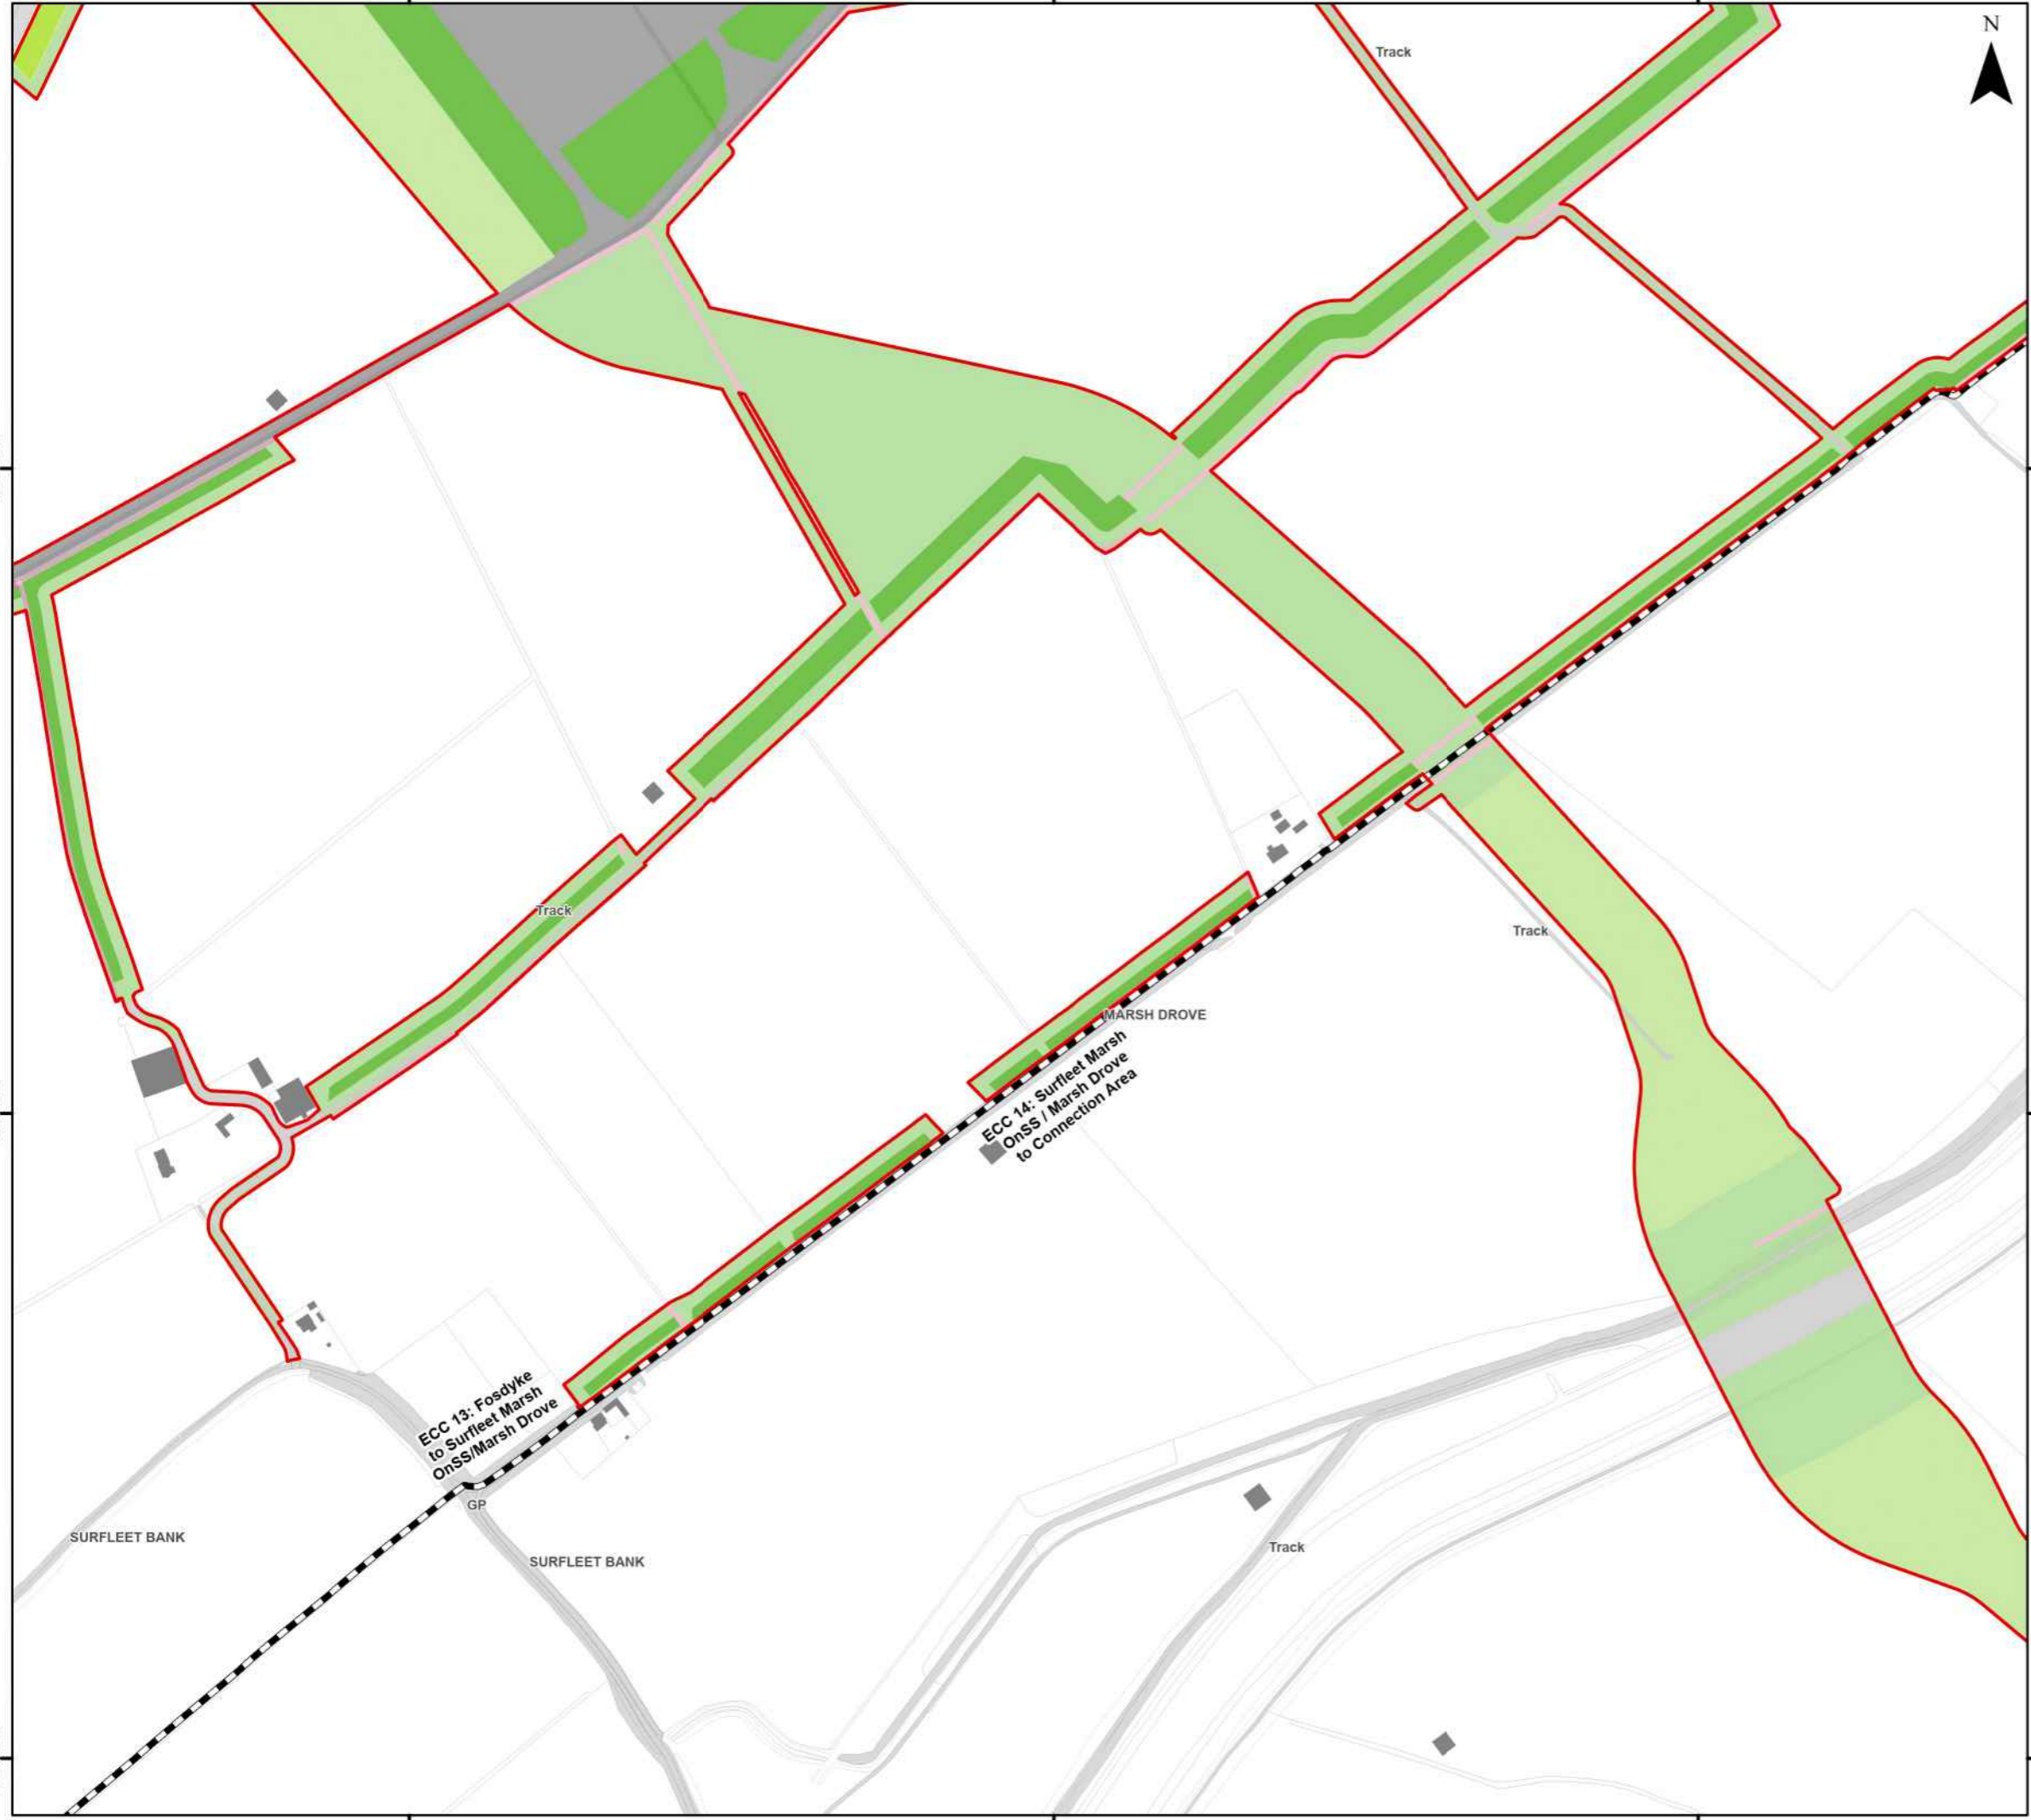 N
Track
Track
Track
MARSH DROVE
ECC 14: Surfleet Marsh
OnSS / Marsh Drove
to Connection Area
ECC 13: Fosdyke
to Surfleet Marsh
OnSS/Marsh Drove
GP
SURFLEET BANK
SURFLEET BANK
Track